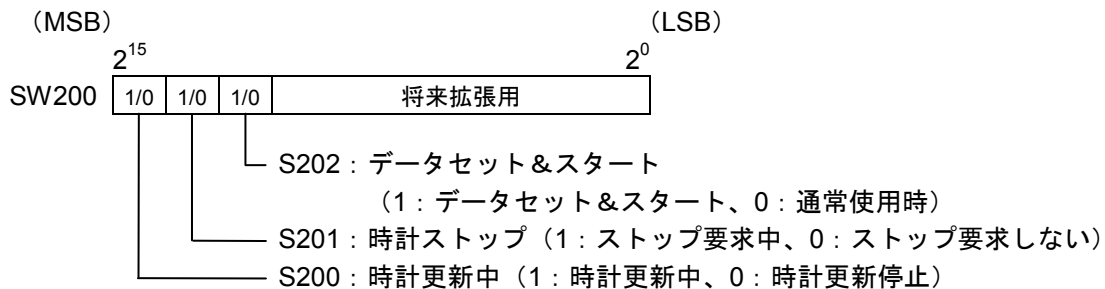 （MSB） （LSB）
2^15 2^0
SW200 1/0 1/0 1/0 将来拡張用
S202：データセット＆スタート
（1：データセット＆スタート、0：通常使用時）
S201：時計ストップ（1：ストップ要求中、0：ストップ要求しない）
S200：時計更新中（1：時計更新中、0：時計更新停止）